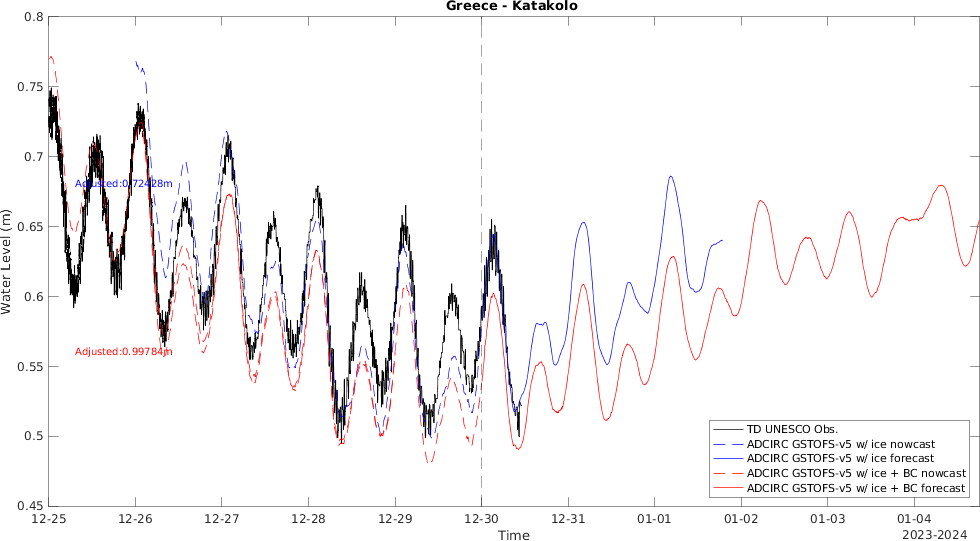 Greece - Katakolo
Water Level (m)
0.8
0.75
0.7
0.65
0.6
0.55
0.5
0.45
Adjusted:0.72428m
Adjusted:0.99784m
TD UNESCO Obs.
ADCIRC GSTOFS-v5 w/ ice nowcast
ADCIRC GSTOFS-v5 w/ ice forecast
ADCIRC GSTOFS-v5 w/ ice + BC nowcast
ADCIRC GSTOFS-v5 w/ ice + BC forecast
12-25 12-26 12-27 12-28 12-29 12-30 12-31 01-01 01-02 01-03 01-04
Time
2023-2024